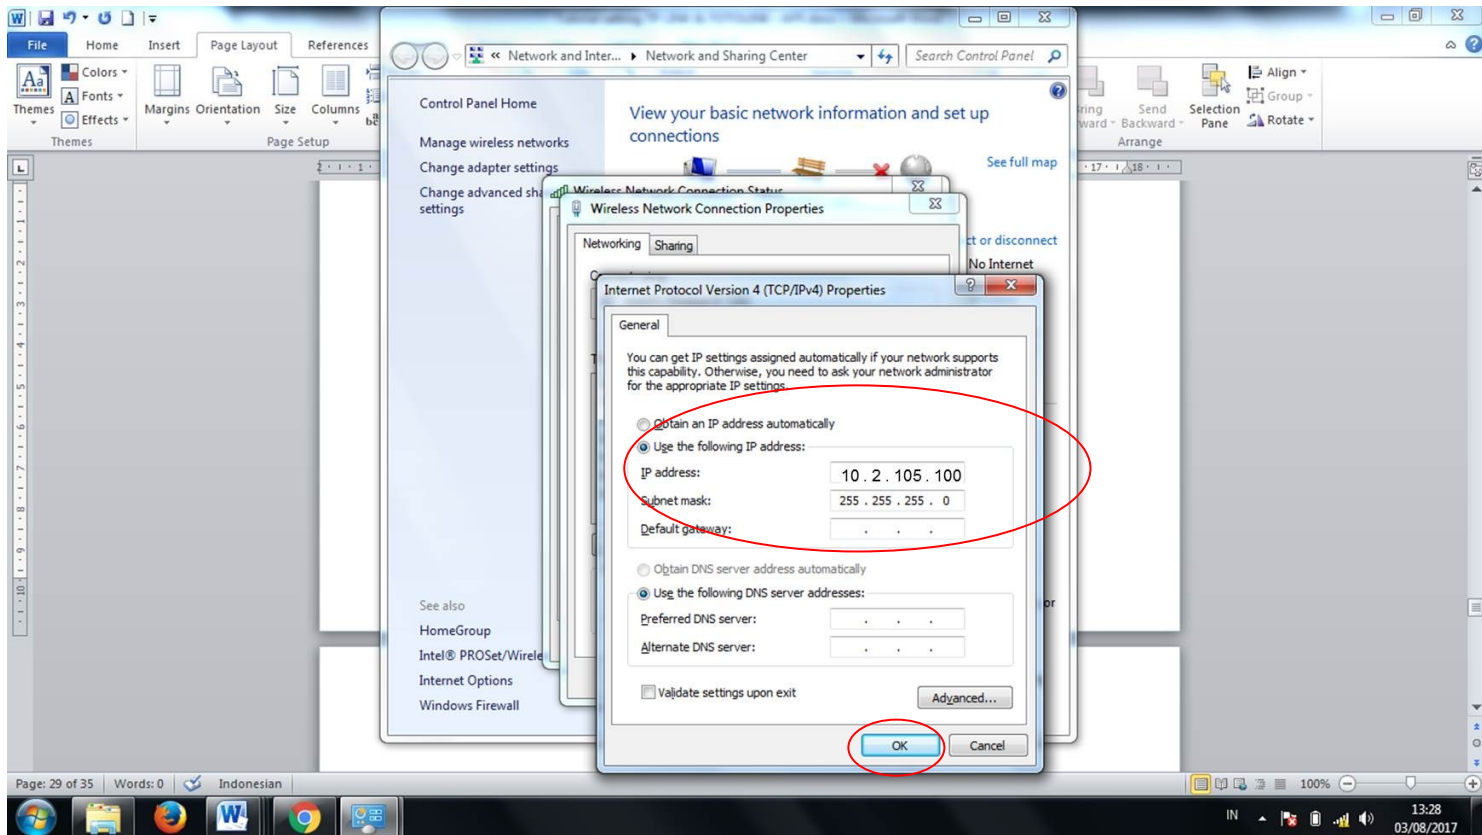 File Home Insert Page Layout References
Colors
Fonts
Effects
Themes
Margins Orientation Size Columns
Themes
Page Setup
Network and Inter... Network and Sharing Center
Search Control Panel
Send
Backward
Selection
Pane
Align
Group
Rotate
Arrange
Control Panel Home
Manage wireless networks
Change adapter settings
Change advanced sha
settings
View your basic network information and set up
connections
See full map
ct or disconnect
No Internet
Wireless Network Connection Status
Wireless Network Connection Properties
Networking Sharing
Internet Protocol Version 4 (TCP/IPv4) Properties
General
You can get IP settings assigned automatically if your network supports
this capability. Otherwise, you need to ask your network administrator
for the appropriate IP settings.
Obtain an IP address automatically
Use the following IP address:
IP address: 10 . 2 . 105 . 100
Subnet mask: 255 . 255 . 255 . 0
Default gateway: . . .
Obtain DNS server address automatically
Use the following DNS server addresses:
Preferred DNS server: . . .
Alternate DNS server: . . .
Validate settings upon exit
Advanced...
OK Cancel
See also
HomeGroup
Intel® PROSet/Wirele
Internet Options
Windows Firewall
or
Page: 29 of 35 Words: 0 Indonesian
100%
IN
13:28
03/08/2017